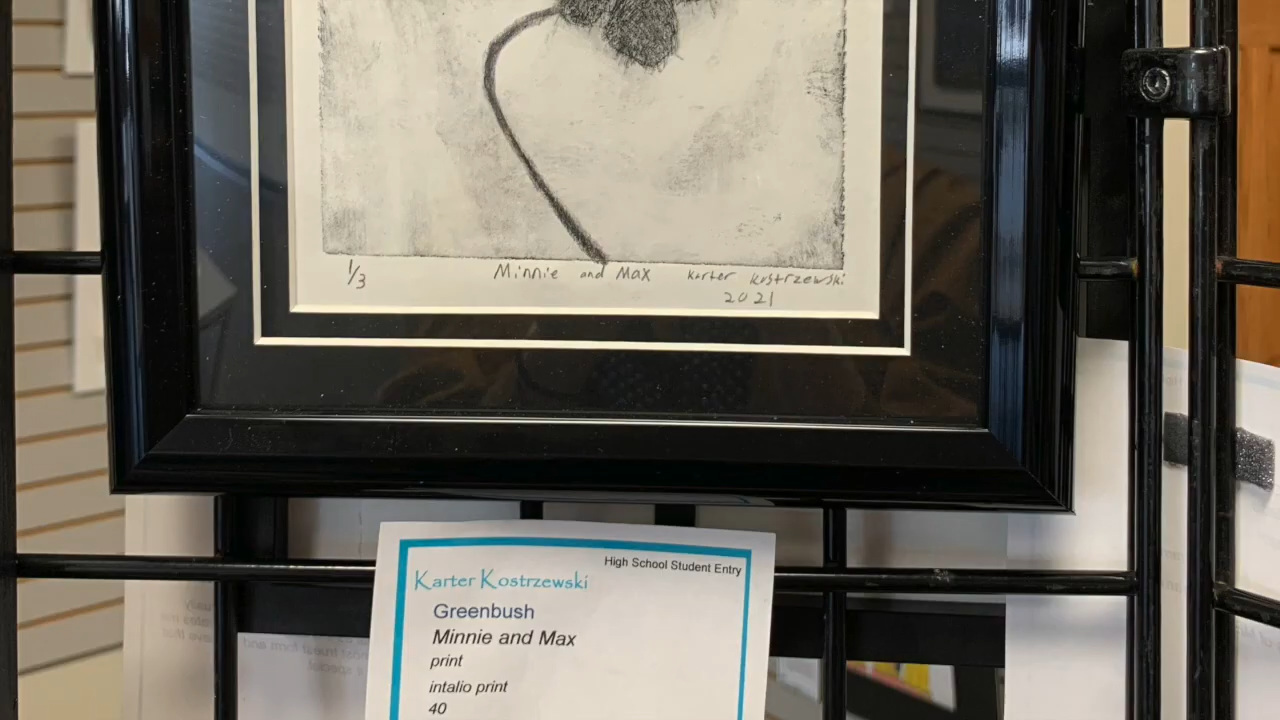 1/3
Minnie and Max
Karter Kostrzewski
2021
High School Student Entry
Karter Kostrzewski
Greenbush
Minnie and Max
print
intalio print
40